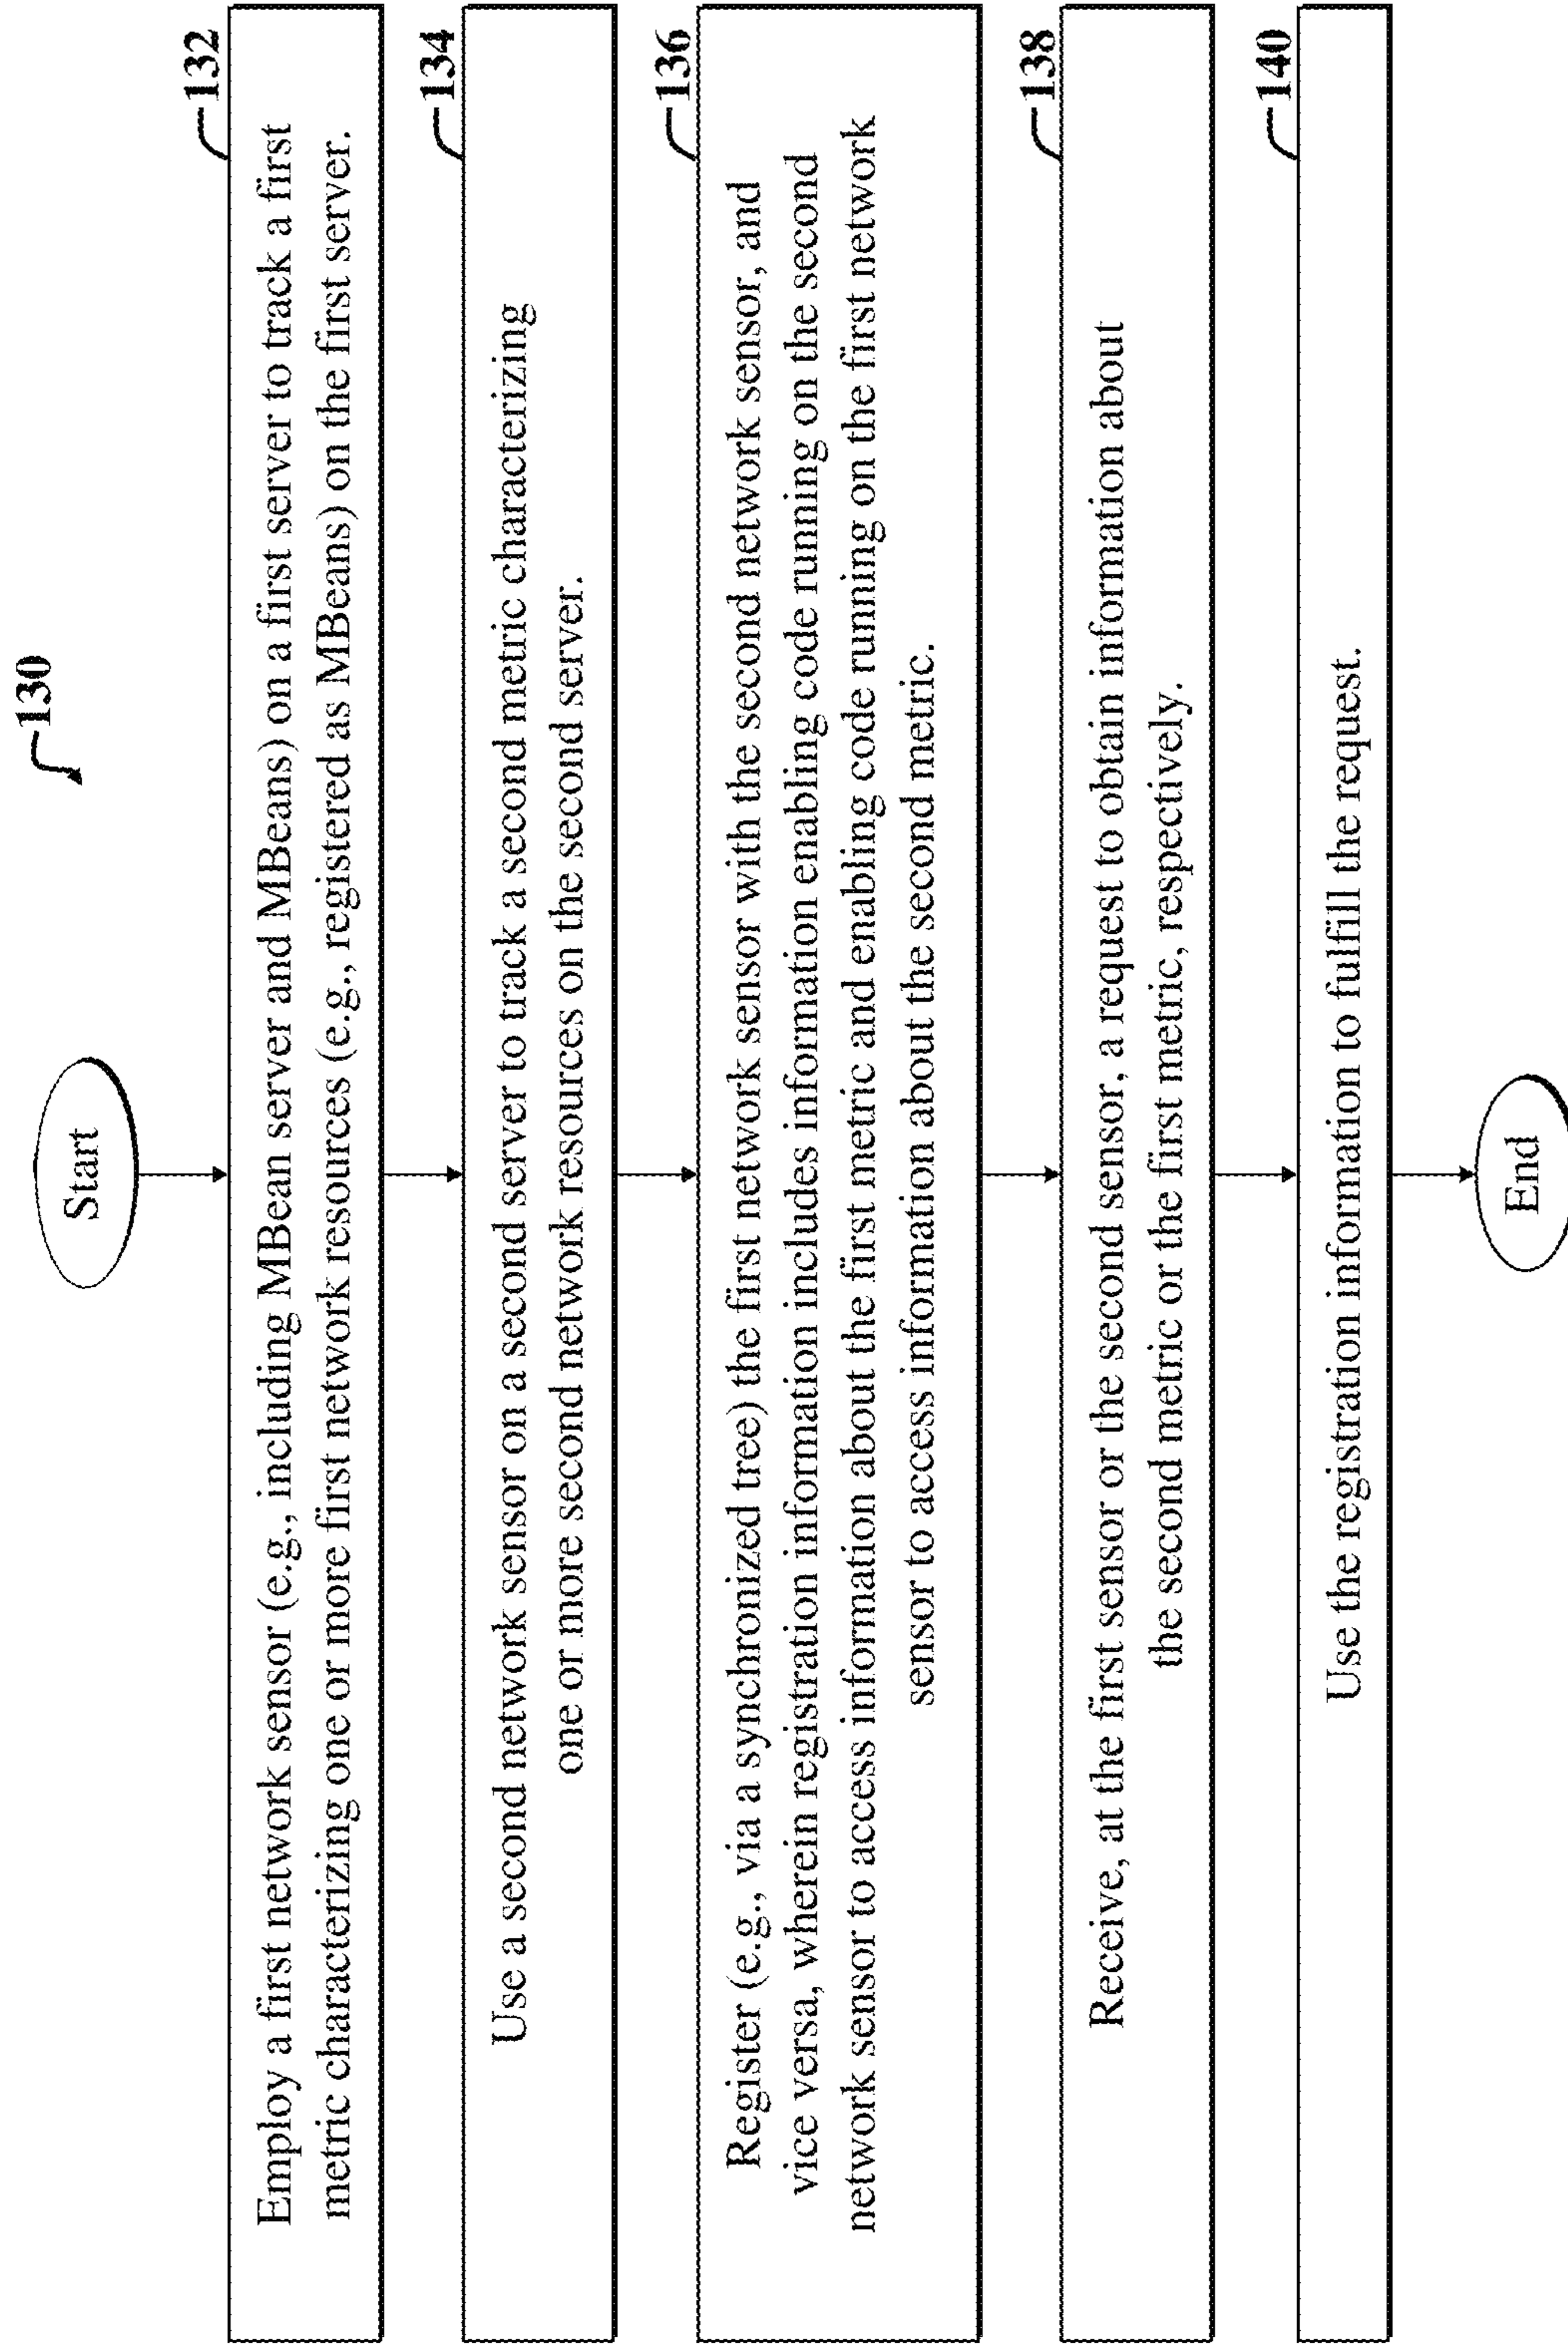 130
Start
132
Employ a first network sensor (e.g., including MBean server and MBeans) on a first server to track a first
metric characterizing one or more first network resources (e.g., registered as MBeans) on the first server.
134
Use a second network sensor on a second server to track a second metric characterizing
one or more second network resources on the second server.
136
Register (e.g., via a synchronized tree) the first network sensor with the second network sensor, and
vice versa, wherein registration information includes information enabling code running on the second
network sensor to access information about the first metric and enabling code running on the first network
sensor to access information about the second metric.
138
Receive, at the first sensor or the second sensor, a request to obtain information about
the second metric or the first metric, respectively.
140
Use the registration information to fulfill the request.
End